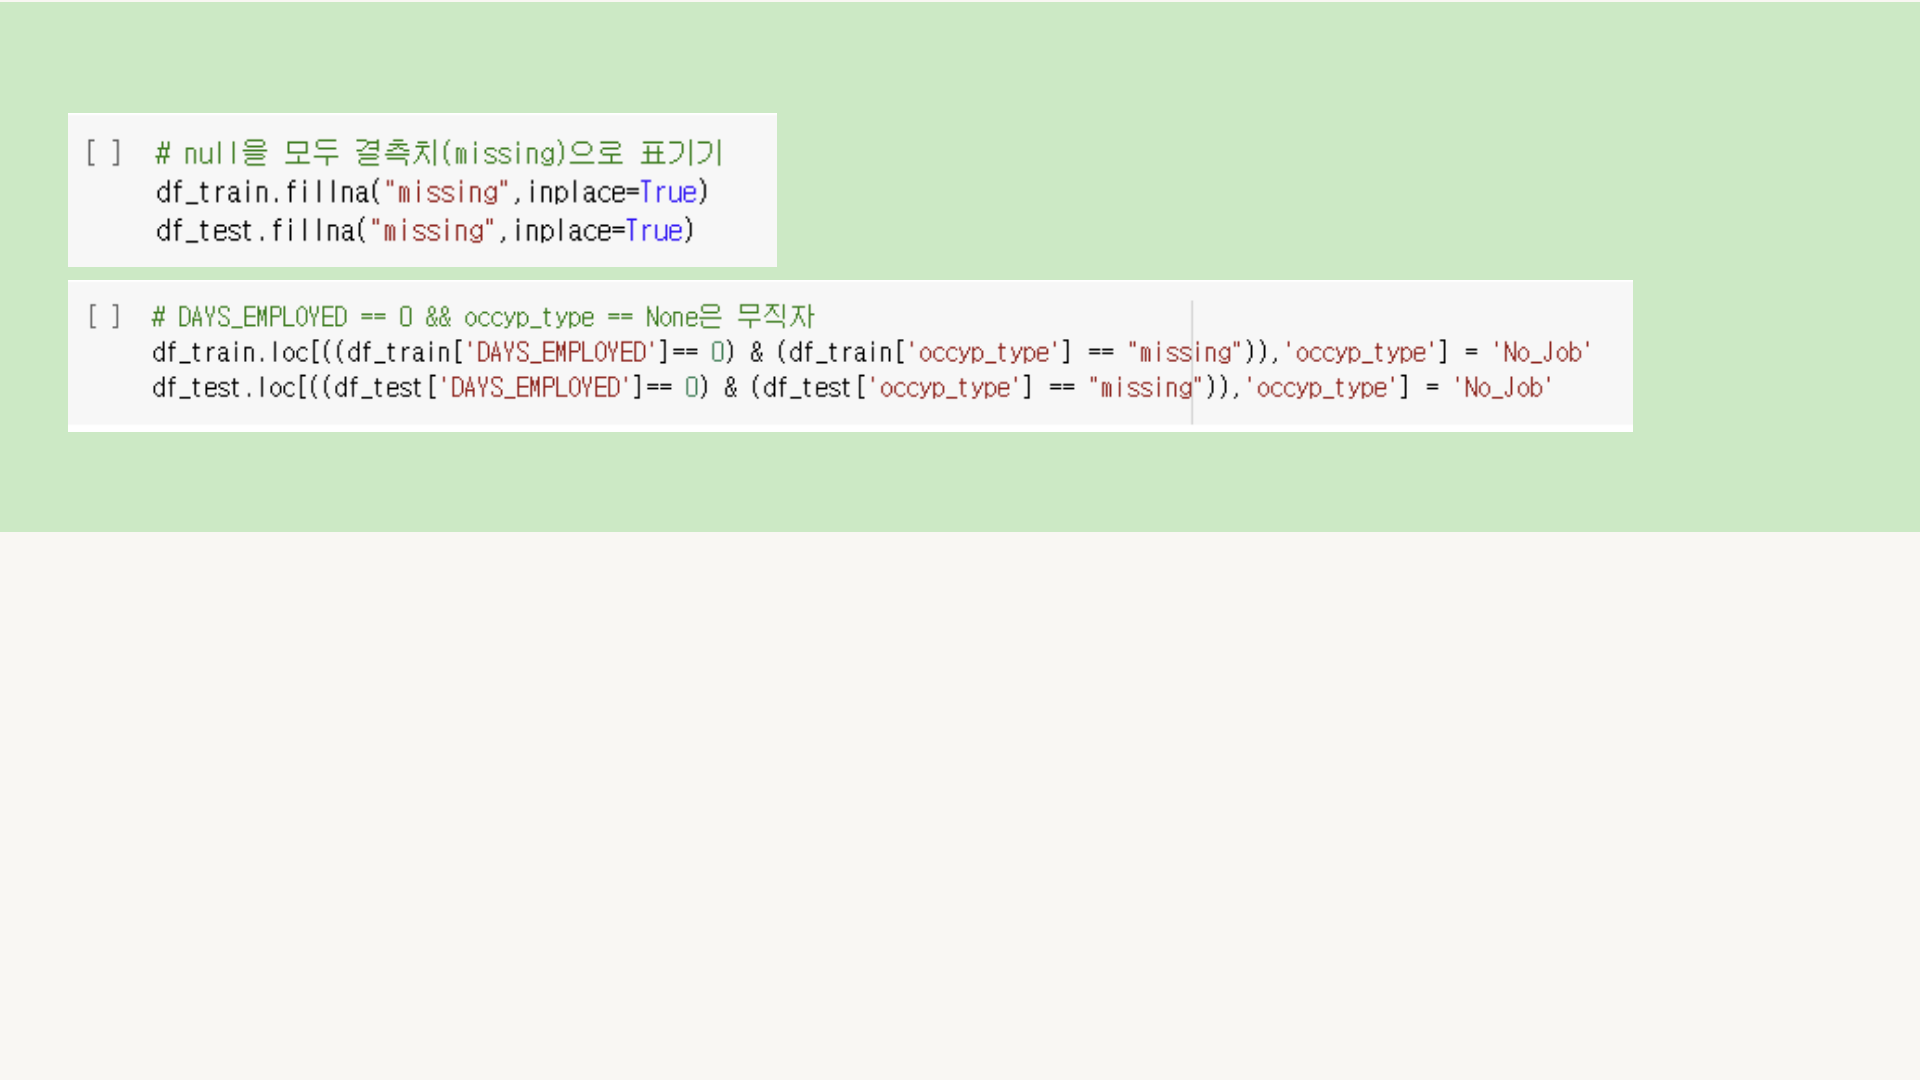 [ ] # null을 모두 결측치(missing)으로 표기기
df_train.fillna("missing",inplace=True)
df_test.fillna("missing",inplace=True)
[ ] # DAYS_EMPLOYED == 0 && occyp_type == None은 무직자
df_train.loc[((df_train['DAYS_EMPLOYED']== 0) & (df_train['occyp_type'] == "missing")),'occyp_type'] = 'No_Job'
df_test.loc[((df_test['DAYS_EMPLOYED']== 0) & (df_test['occyp_type'] == "missing")),'occyp_type'] = 'No_Job'